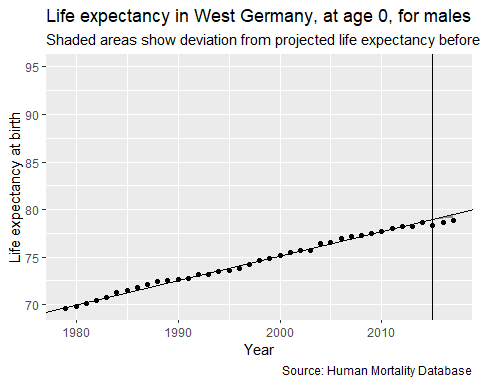 Life expectancy in West Germany, at age 0, for males
Shaded areas show deviation from projected life expectancy before
95
90
85
80
75
70
Life expectancy at birth
1980 1990 2000 2010
Year
Source: Human Mortality Database